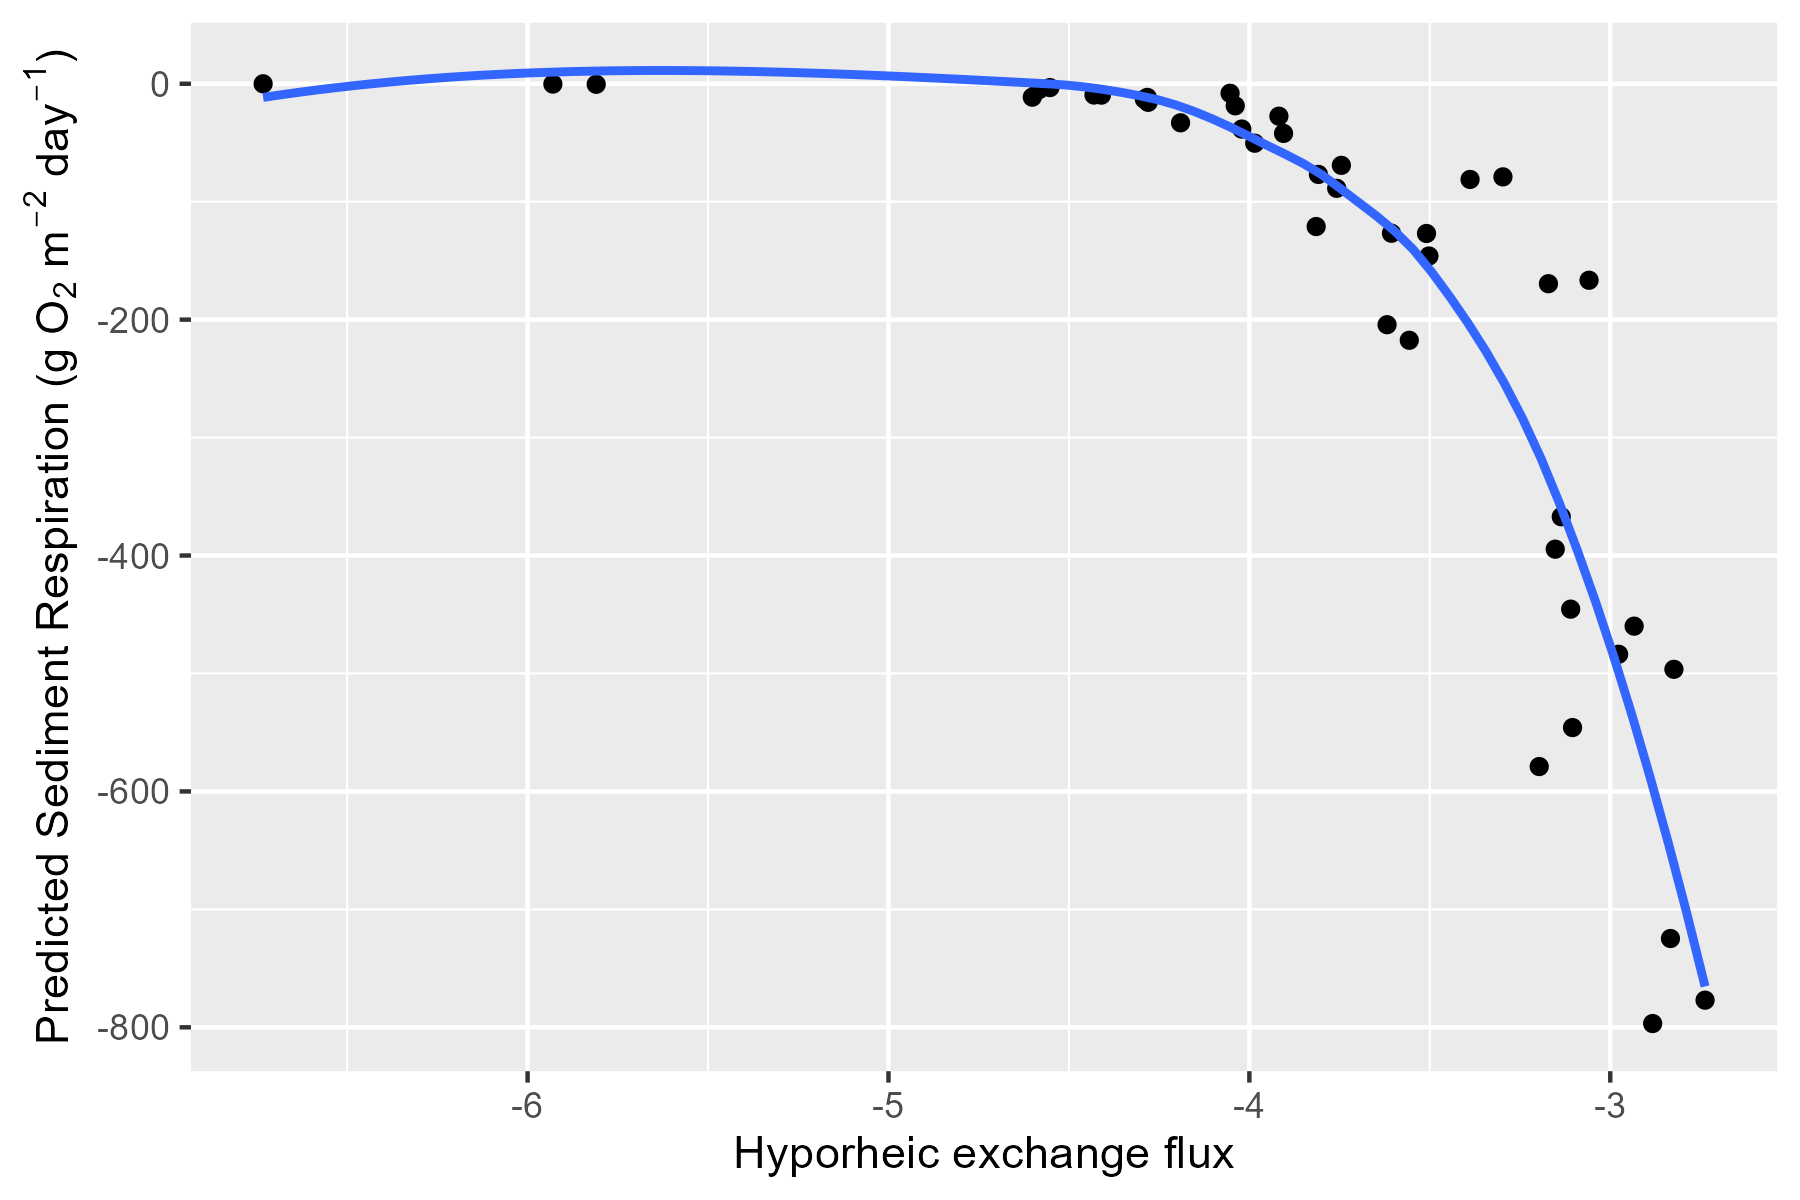 Predicted Sediment Respiration (g O₂ m⁻² day⁻¹)
0
-200
-400
-600
-800
-6 -5 -4 -3
Hyporheic exchange flux